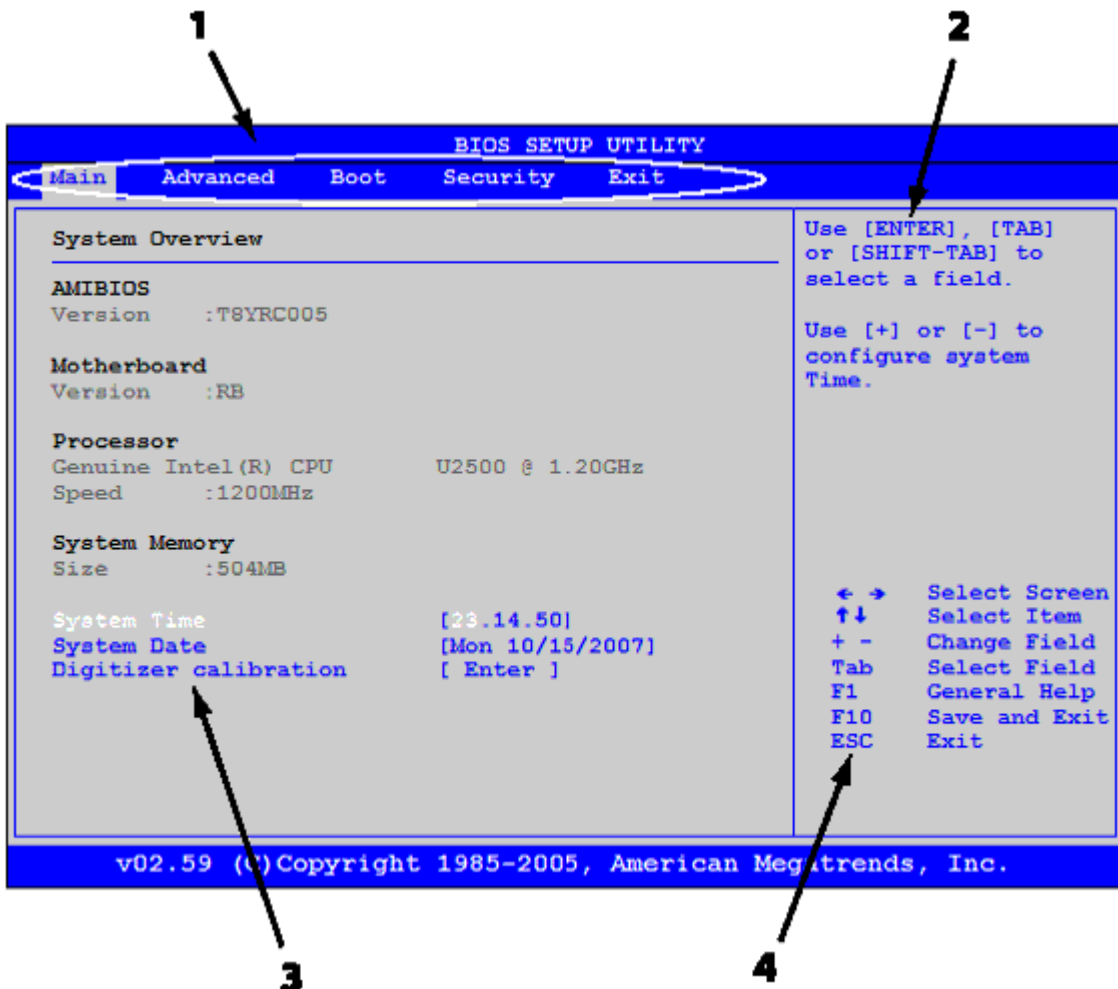 1
2
BIOS SETUP UTILITY
Main Advanced Boot Security Exit
System Overview
AMIBIOS
Version :T8YRC005
Motherboard
Version :RB
Processor
Genuine Intel(R) CPU U2500 @ 1.20GHz
Speed :1200MHz
System Memory
Size :504MB
System Time [23.14.50]
System Date [Mon 10/15/2007]
Digitizer calibration [ Enter ]
Use [ENTER], [TAB]
or [SHIFT-TAB] to
select a field.
Use [+] or [-] to
configure system
Time.
← → Select Screen
↑↓ Select Item
+ - Change Field
Tab Select Field
F1 General Help
F10 Save and Exit
ESC Exit
v02.59 (C)Copyright 1985-2005, American Megatrends, Inc.
3
4